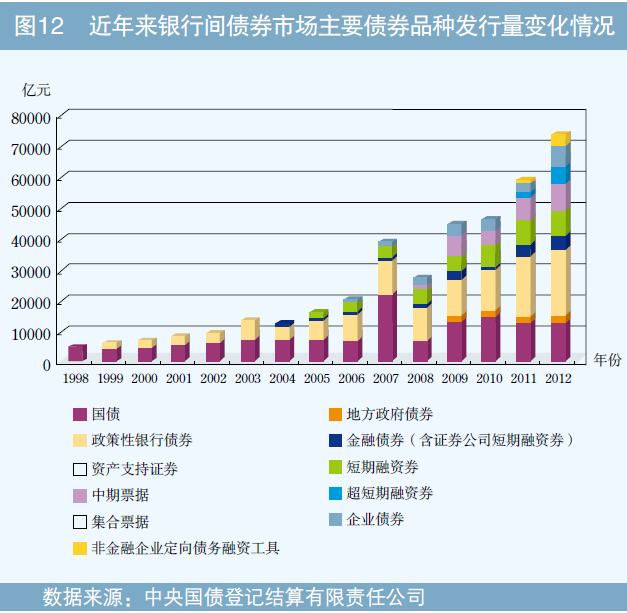 图12 近年来银行间债券市场主要债券品种发行量变化情况
亿元
80000
70000
60000
50000
40000
30000
20000
10000
0
1998 1999 2000 2001 2002 2003 2004 2005 2006 2007 2008 2009 2010 2011 2012 年份
国债 地方政府债券
政策性银行债券 金融债券（含证券公司短期融资券）
资产支持证券 短期融资券
中期票据 超短期融资券
集合票据 企业债券
非金融企业定向债务融资工具
数据来源：中央国债登记结算有限责任公司